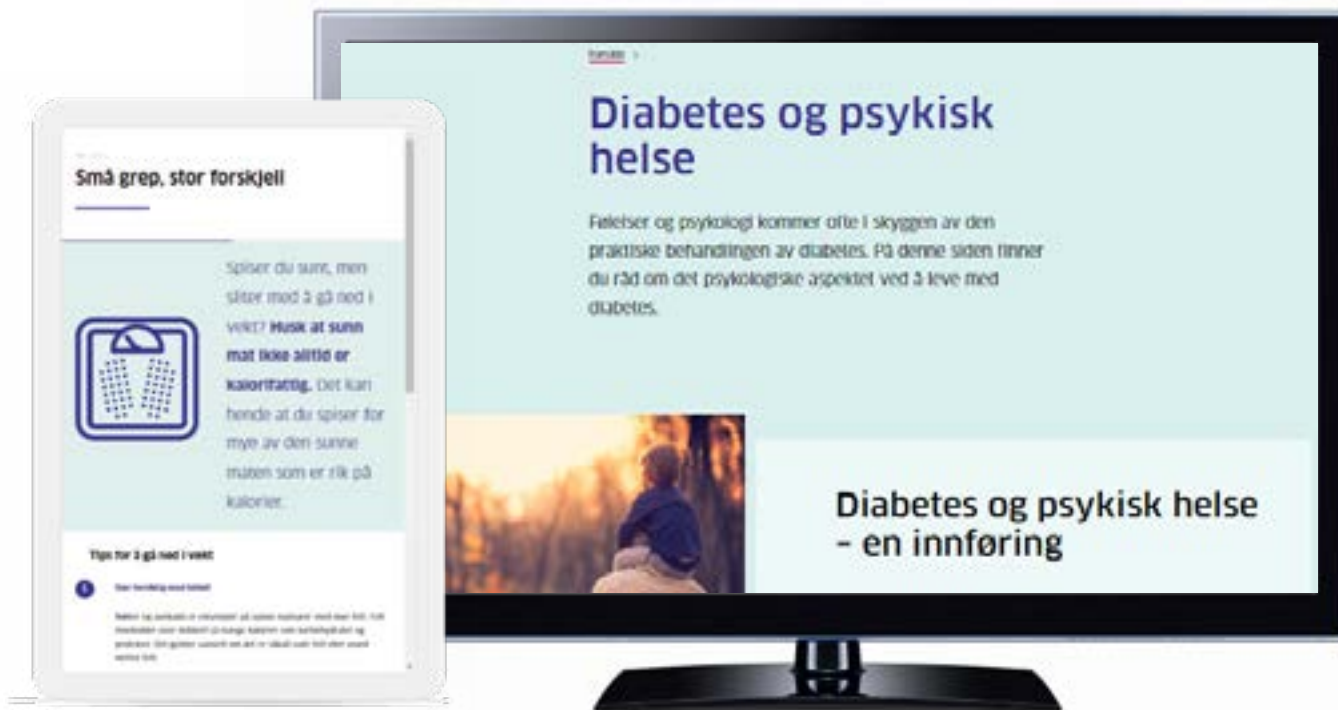 Små grep, stor forskjell
Spiser du sunt, men
sliter med å gå ned i
vekt? Husk at sunn
mat ikke alltid er
kalorifattig. Det kan
hende at du spiser for
mye av den sunne
maten som er rik på
kalorier.
Tips for å gå ned i vekt
Forside >
Diabetes og psykisk
helse
Følelser og psykologi kommer ofte i skyggen av den
praktiske behandlingen av diabetes. På denne siden finner
du råd om det psykologiske aspektet ved å leve med
diabetes.
Diabetes og psykisk helse
– en innføring